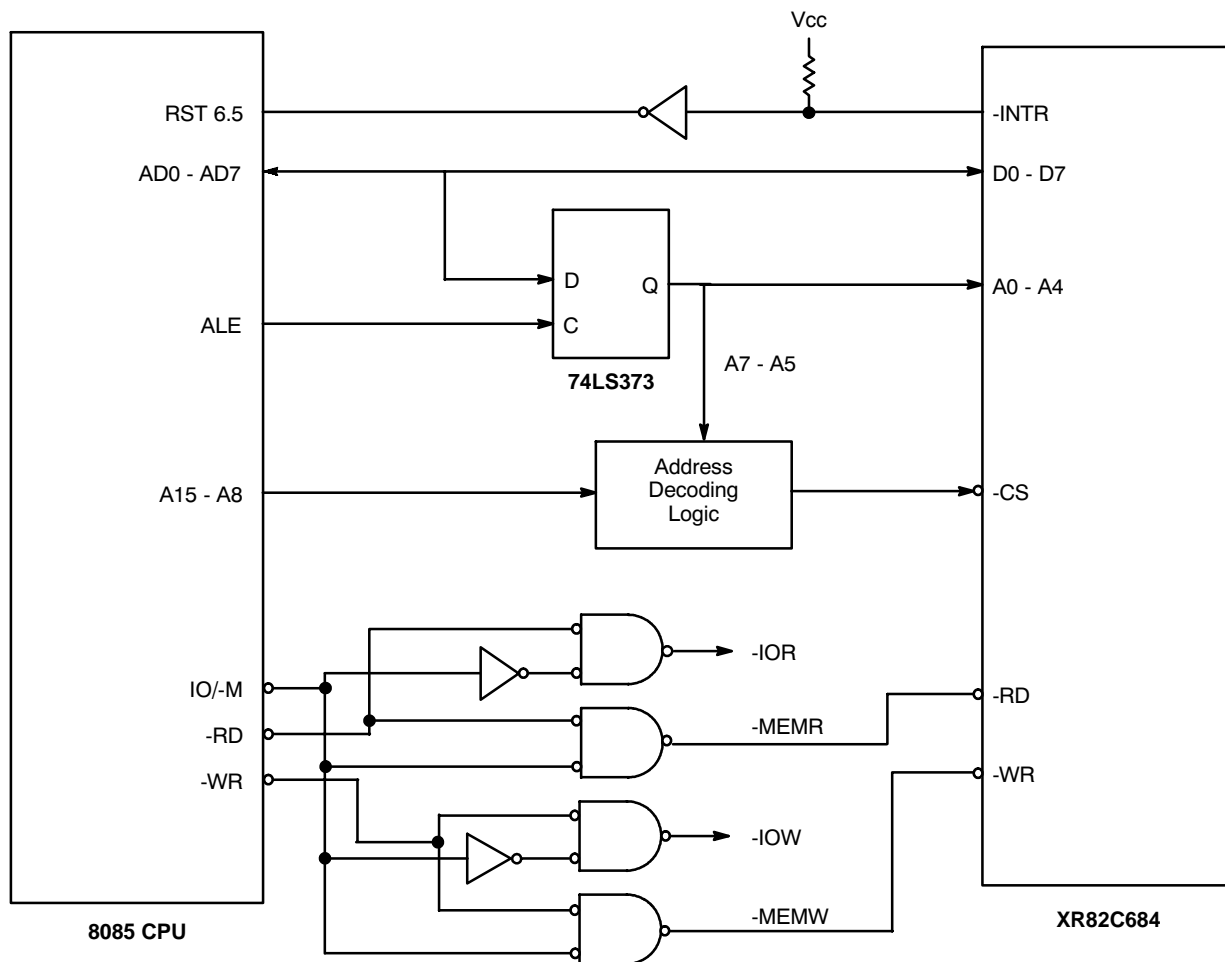 Vcc
RST 6.5
-INTR
AD0 - AD7
D0 - D7
D
Q
A0 - A4
ALE
C
74LS373
A7 - A5
A15 - A8
Address
Decoding
Logic
-CS
-IOR
IO/-M
-RD
-MEMR
-RD
-WR
-WR
-IOW
-MEMW
8085 CPU
XR82C684